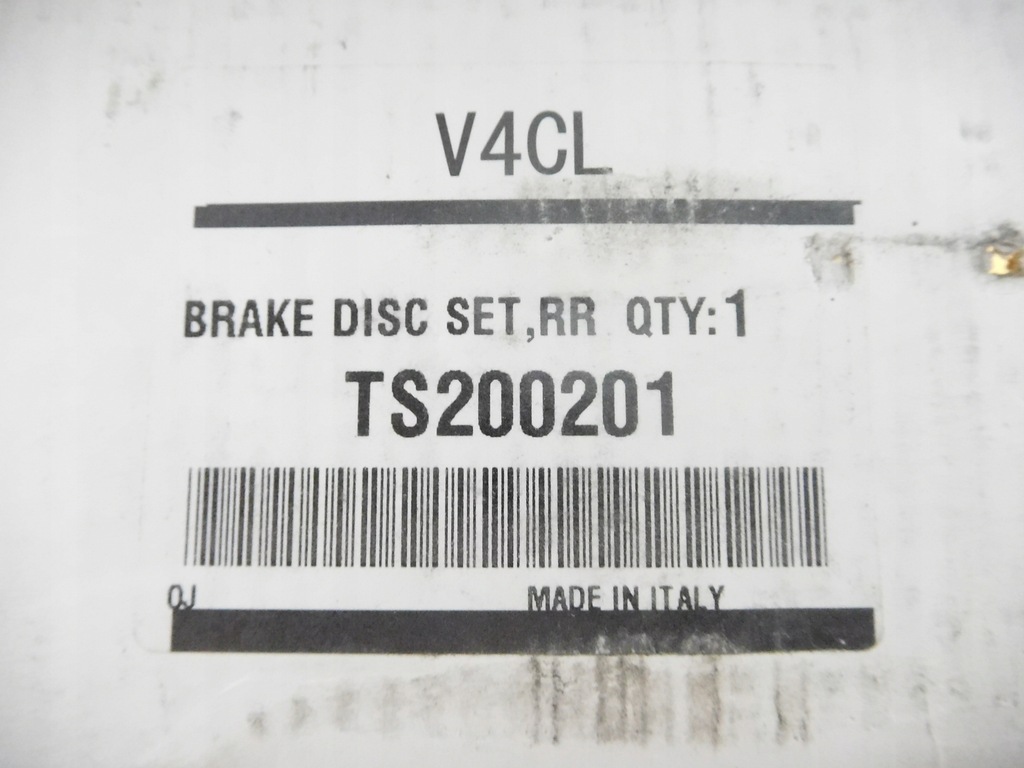 V4CL
BRAKE DISC SET,RR QTY:1
TS200201
OJ MADE IN ITALY